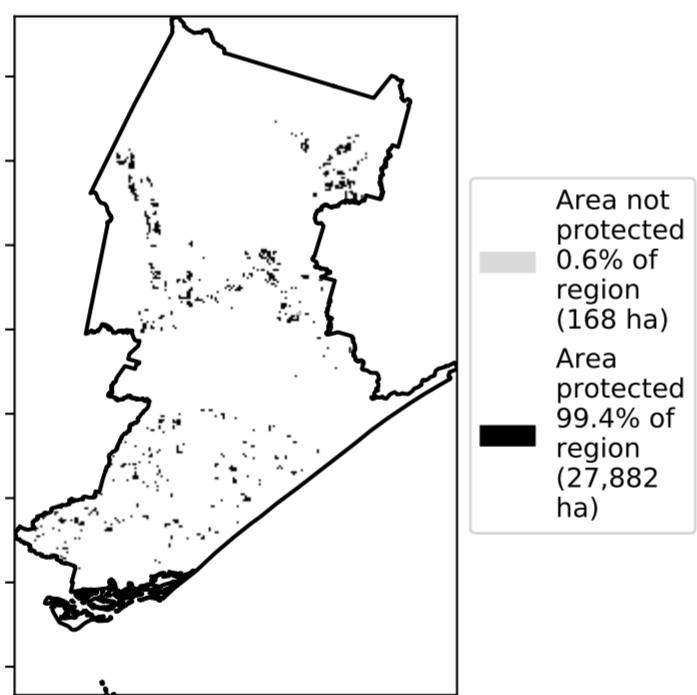 Area not
protected
0.6% of
region
(168 ha)
Area
protected
99.4% of
region
(27,882
ha)